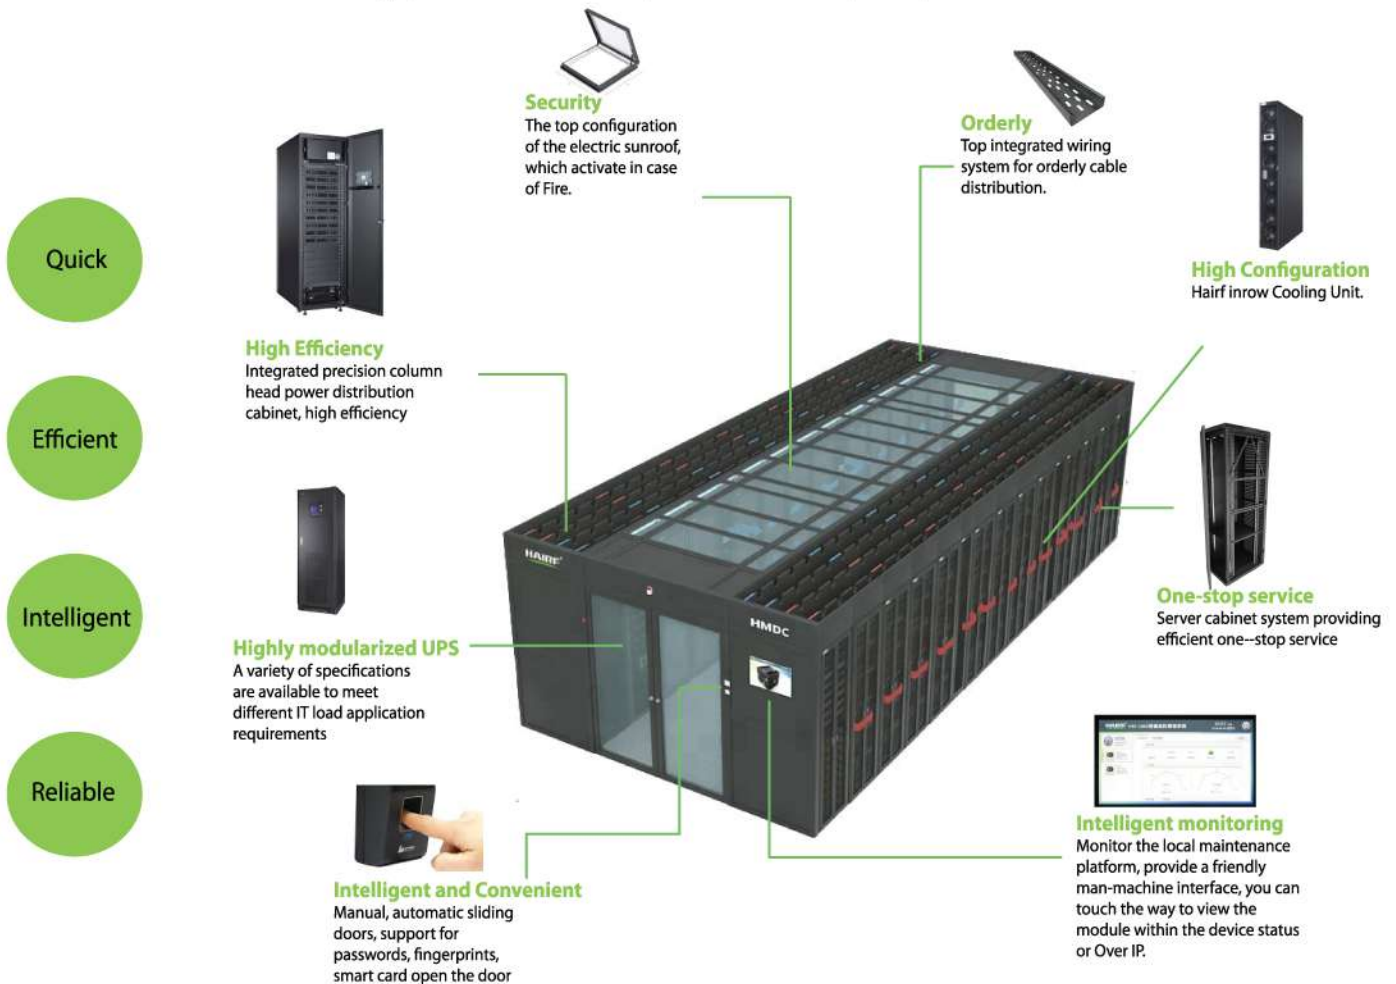 Quick
Efficient
Intelligent
Reliable
Security
The top configuration
of the electric sunroof,
which activate in case
of Fire.
Orderly
Top integrated wiring
system for orderly cable
distribution.
High Configuration
Hairf inrow Cooling Unit.
High Efficiency
Integrated precision column
head power distribution
cabinet, high efficiency
Highly modularized UPS
A variety of specifications
are available to meet
different IT load application
requirements
HAIRF
HMDC
One-stop service
Server cabinet system providing
efficient one--stop service
Intelligent and Convenient
Manual, automatic sliding
doors, support for
passwords, fingerprints,
smart card open the door
Intelligent monitoring
Monitor the local maintenance
platform, provide a friendly
man-machine interface, you can
touch the way to view the
module within the device status
or Over IP.